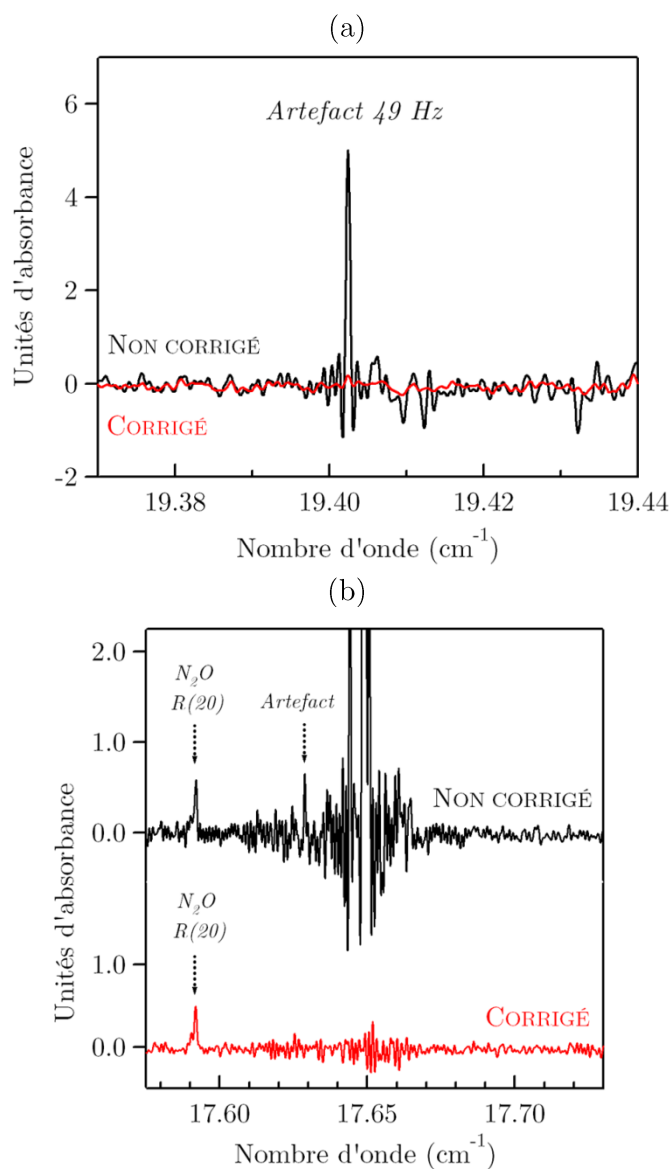 (a)
Artefact 49 Hz
6
4
2
0
-2
Unités d'absorbance
NON CORRIGÉ
CORRIGÉ
19.38 19.40 19.42 19.44
Nombre d'onde (cm⁻¹)
(b)
2.0
1.0
0.0
1.0
0.0
Unités d'absorbance
Unités d'absorbance
N₂O
R(20)
Artefact
NON CORRIGÉ
N₂O
R(20)
CORRIGÉ
17.60 17.65 17.70
Nombre d'onde (cm⁻¹)